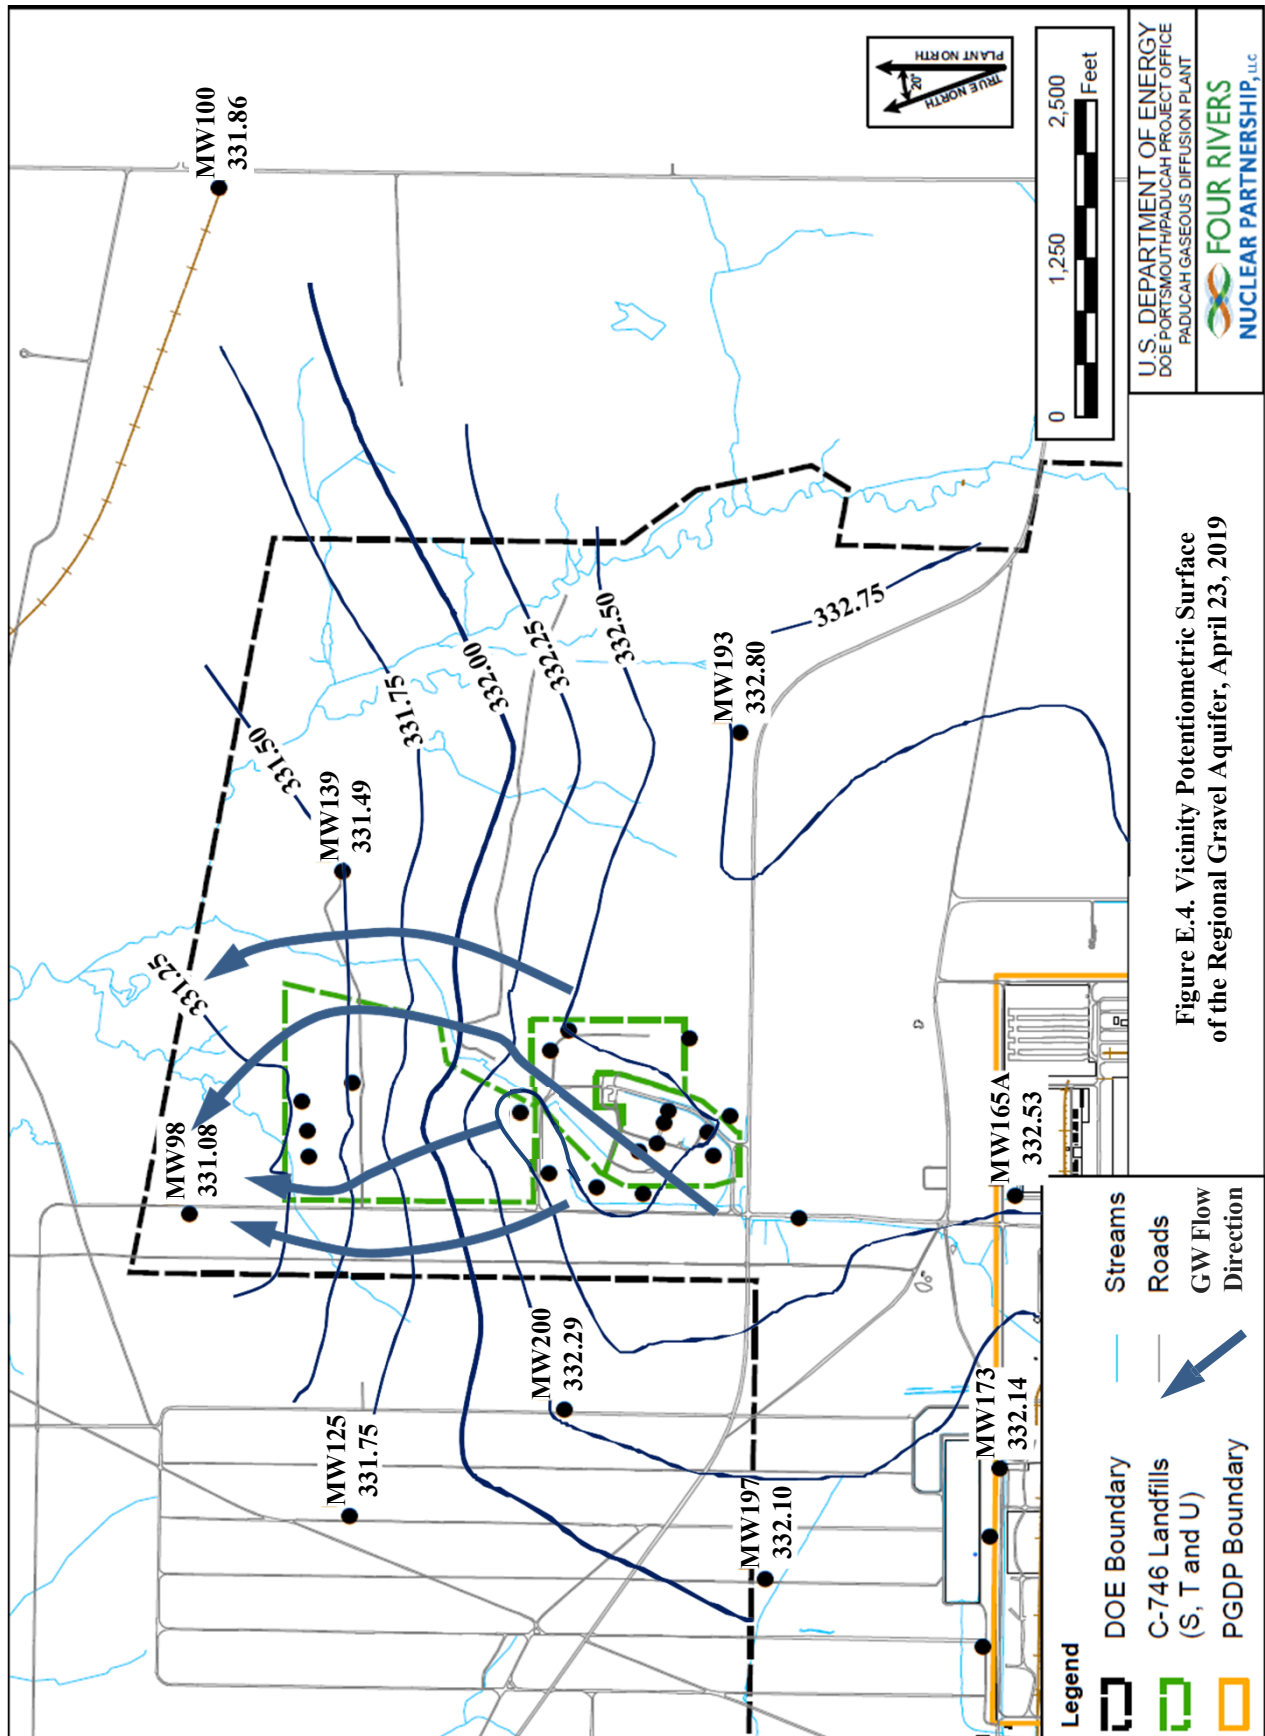 MW100
331.86
MW98
331.08
MW139
331.49
MW125
331.75
MW200
332.29
MW193
332.80
MW197
332.10
MW173
332.14
MW165A
332.53
331.25
331.50
331.75
332.00
332.25
332.50
332.75
TRUE NORTH
20°
PLANT NORTH
0
1,250
2,500
Feet
Legend
DOE Boundary
C-746 Landfills
(S, T and U)
PGDP Boundary
Streams
Roads
GW Flow
Direction
Figure E.4. Vicinity Potentiometric Surface
of the Regional Gravel Aquifer, April 23, 2019
U.S. DEPARTMENT OF ENERGY
DOE PORTSMOUTH/PADUCAH PROJECT OFFICE
PADUCAH GASEOUS DIFFUSION PLANT
FOUR RIVERS
NUCLEAR PARTNERSHIP, LLC